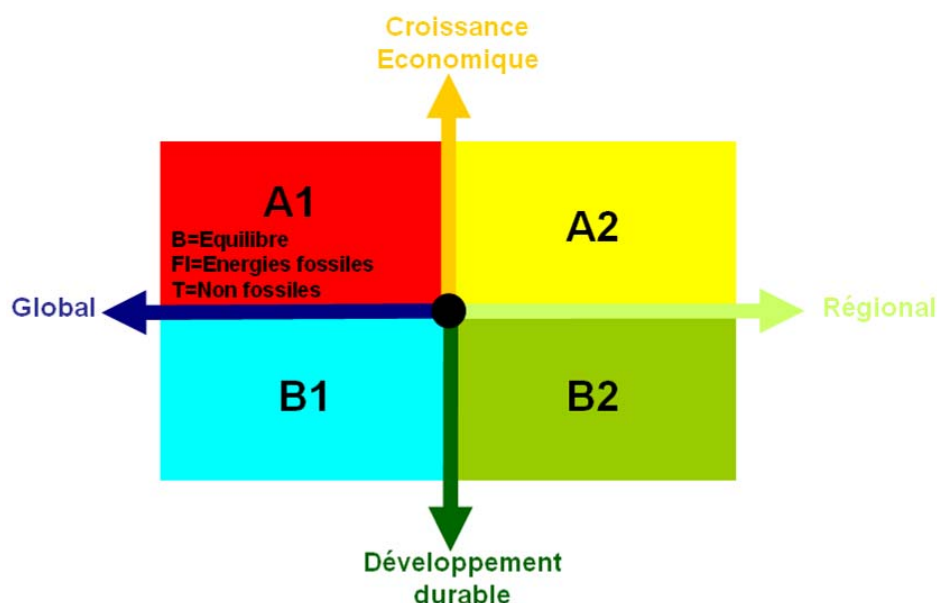 Croissance
Economique
A1
A2
B=Equilibre
FI=Energies fossiles
T=Non fossiles
Global
Régional
B1
B2
Développement
durable